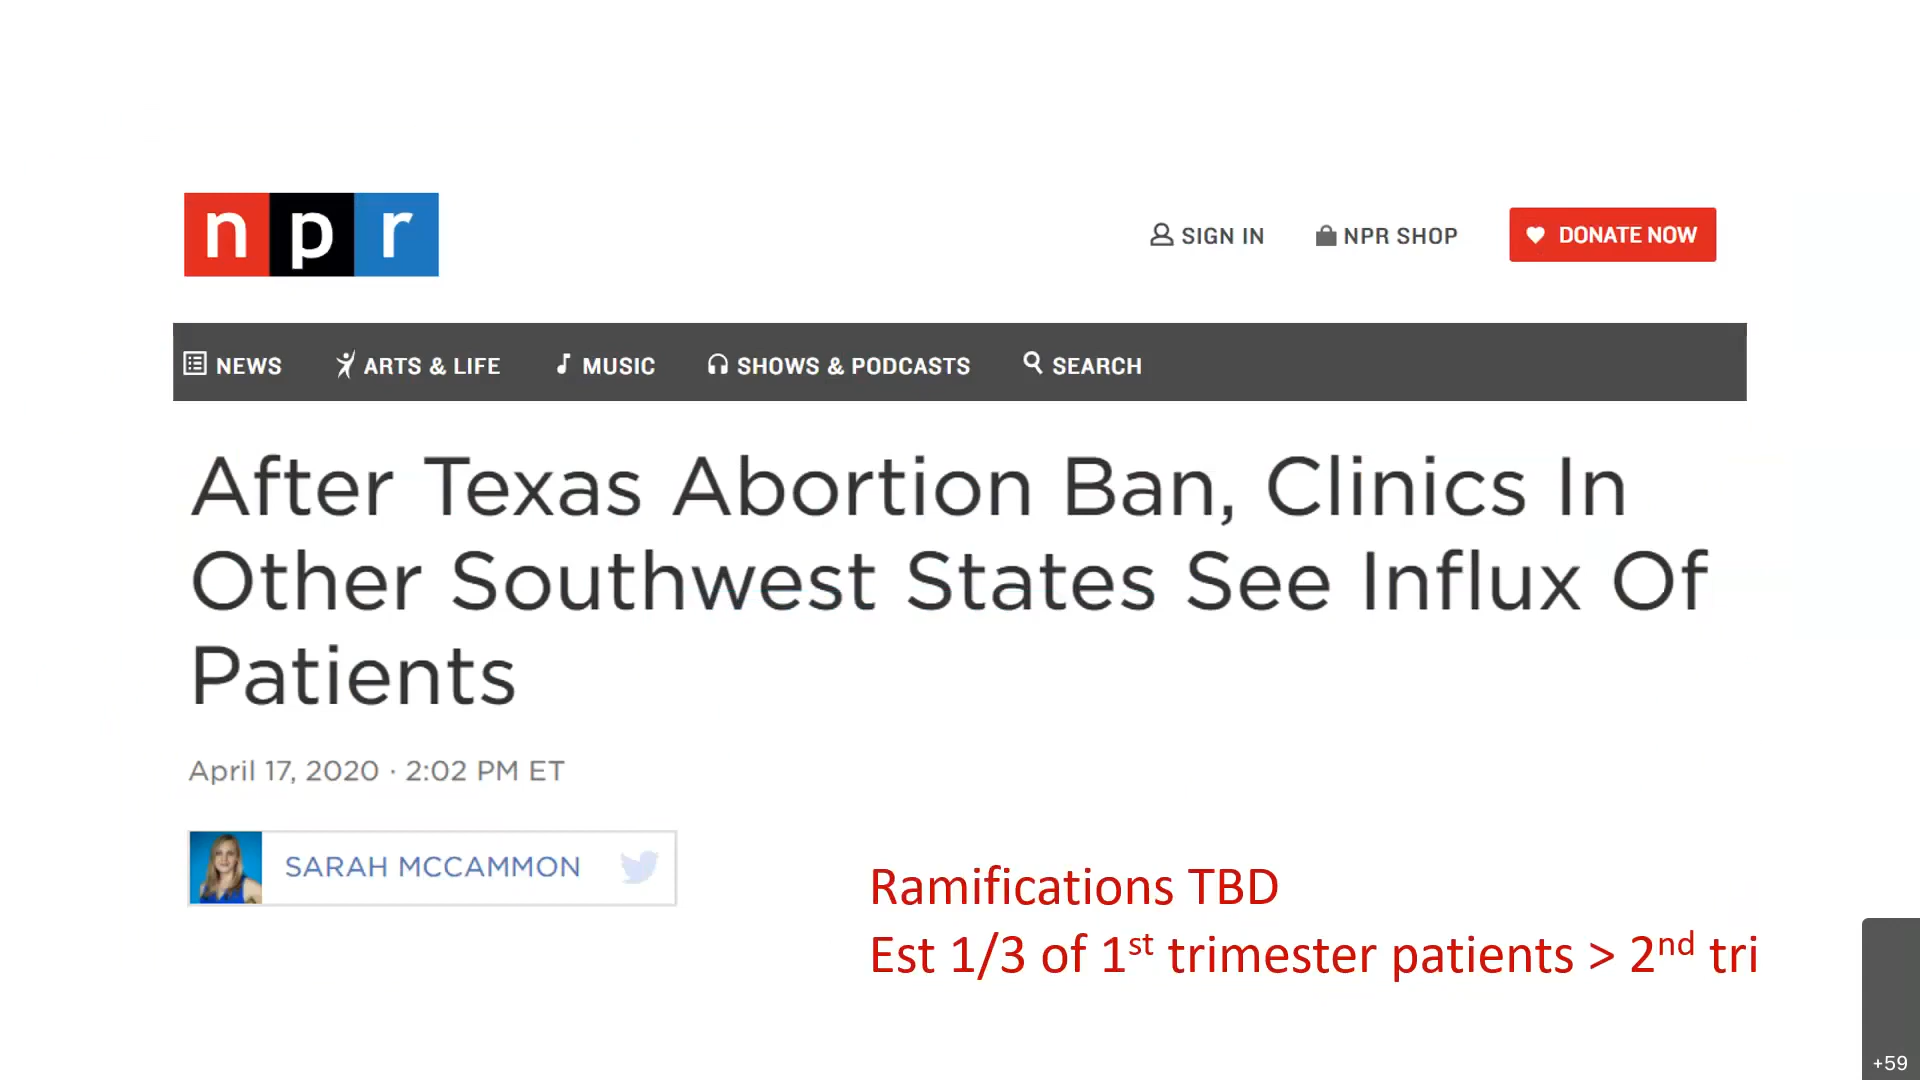 npr
SIGN IN NPR SHOP DONATE NOW
NEWS ARTS & LIFE MUSIC SHOWS & PODCASTS SEARCH
After Texas Abortion Ban, Clinics In
Other Southwest States See Influx Of
Patients
April 17, 2020 · 2:02 PM ET
SARAH MCCAMMON
Ramifications TBD
Est 1/3 of 1st trimester patients > 2nd tri
+59